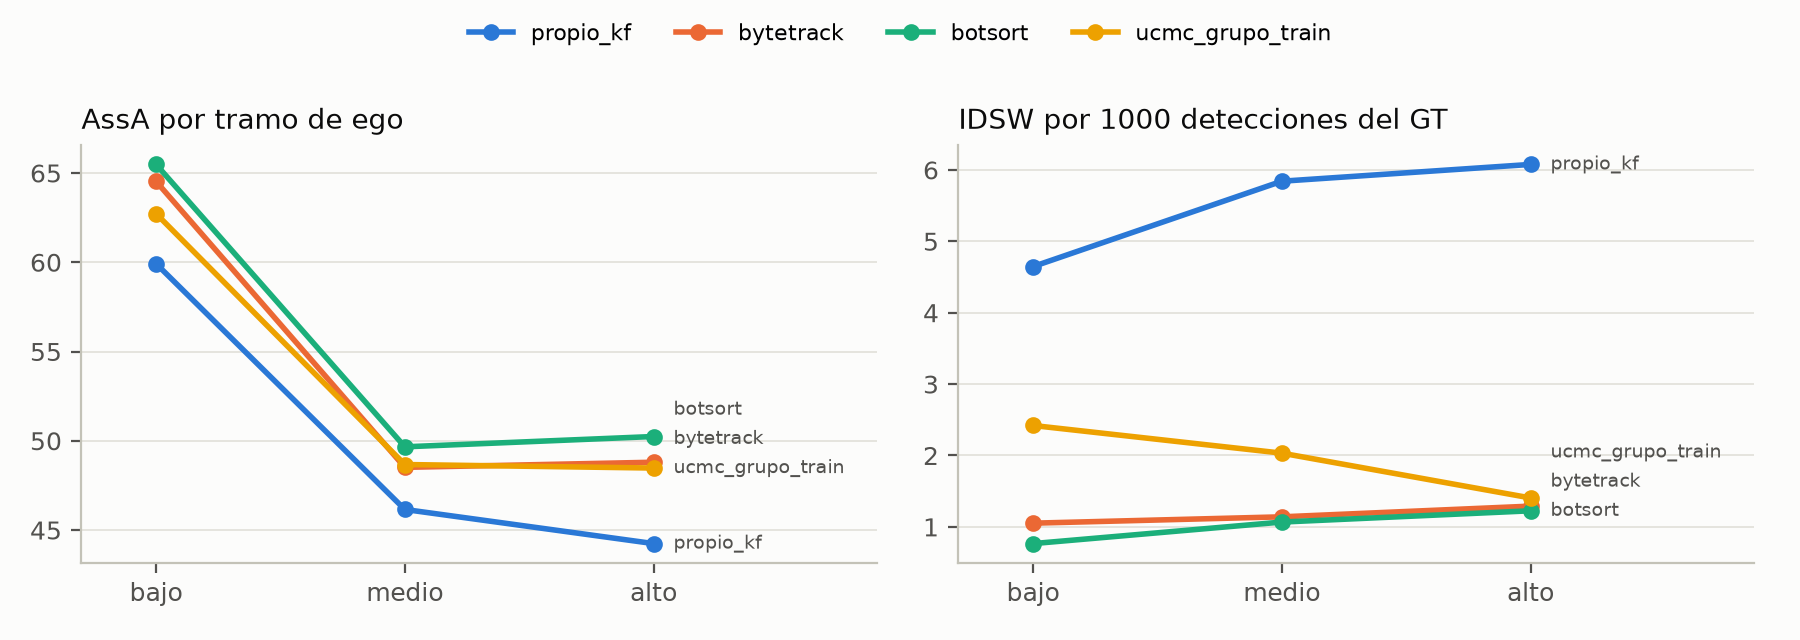 propio_kf bytetrack botsort ucmc_grupo_train
AssA por tramo de ego
65
60
55
50
45
botsort
bytetrack
ucmc_grupo_train
propio_kf
bajo medio alto
IDSW por 1000 detecciones del GT
6
5
4
3
2
1
propio_kf
ucmc_grupo_train
bytetrack
botsort
bajo medio alto